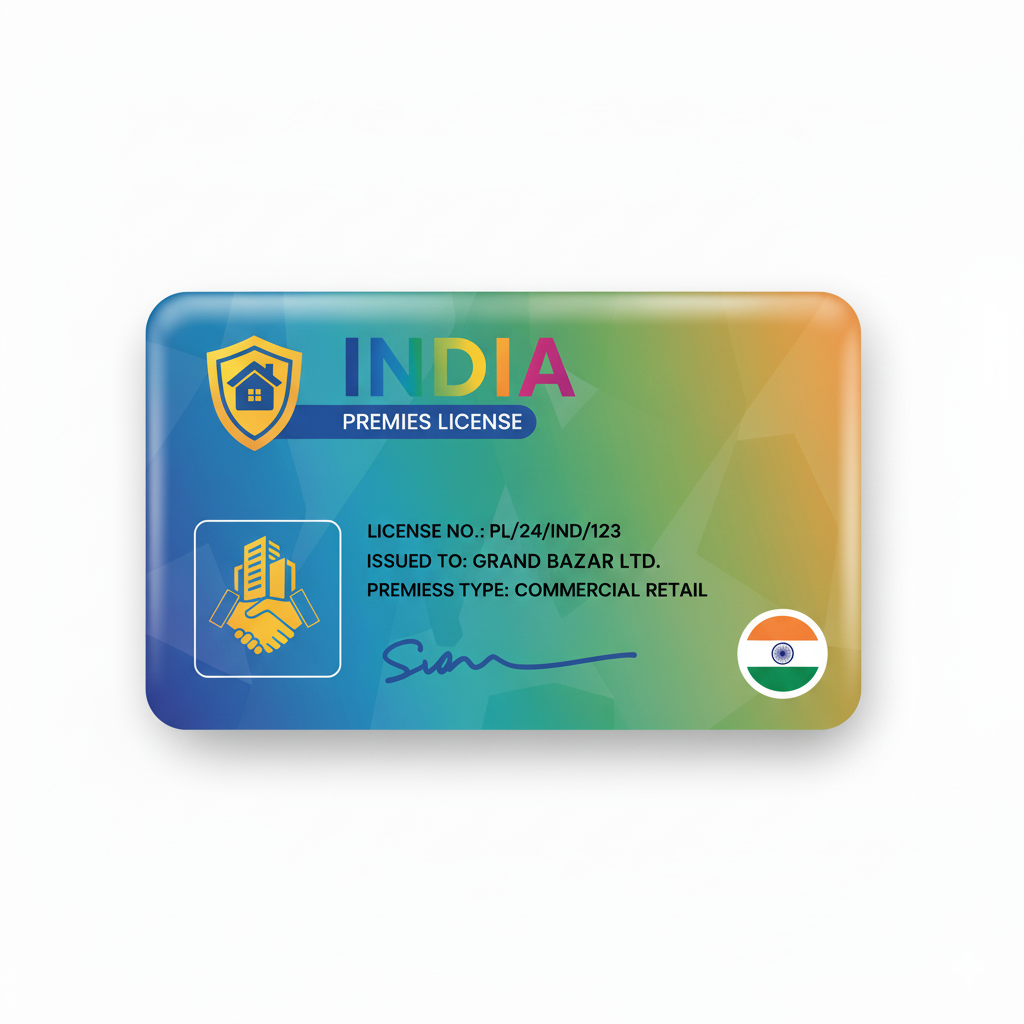 INDIA
PREMIES LICENSE
LICENSE NO.: PL/24/IND/123
ISSUED TO: GRAND BAZAR LTD.
PREMIESS TYPE: COMMERCIAL RETAIL